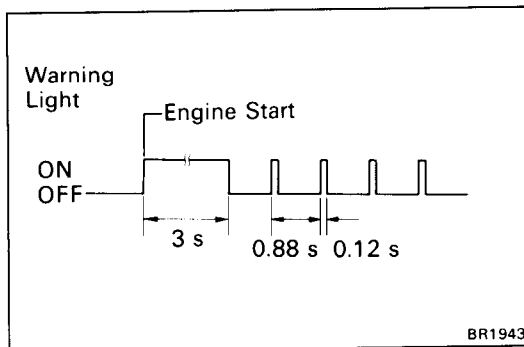 Warning
Light
Engine Start
ON
OFF
3 s
0.88 s
0.12 s
BR1943